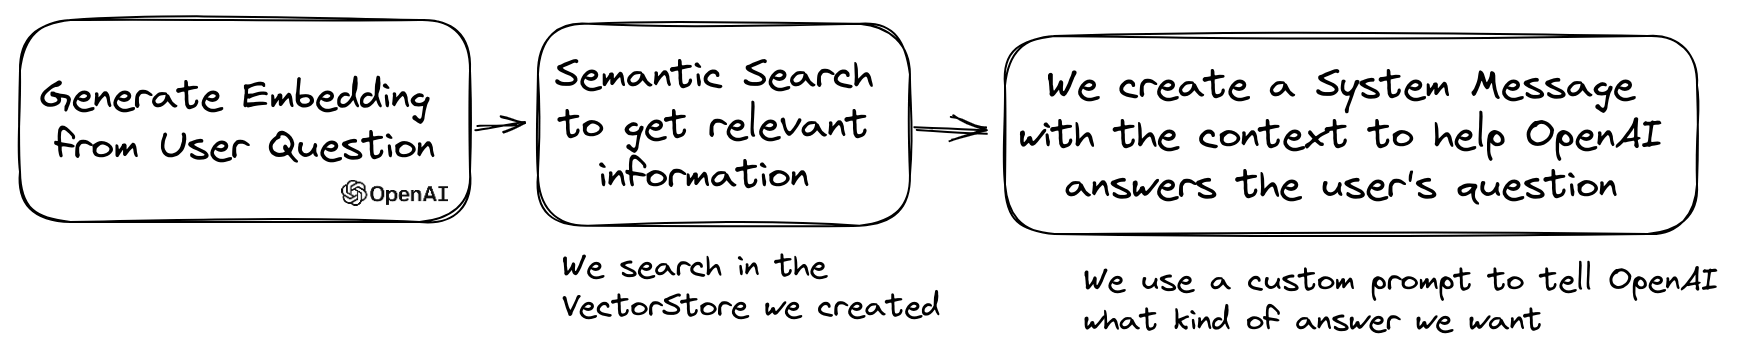 Generate Embedding
from User Question
OpenAI
Semantic Search
to get relevant
information
We search in the
VectorStore we created
We create a System Message
with the context to help OpenAI
answers the user's question
We use a custom prompt to tell OpenAI
what kind of answer we want